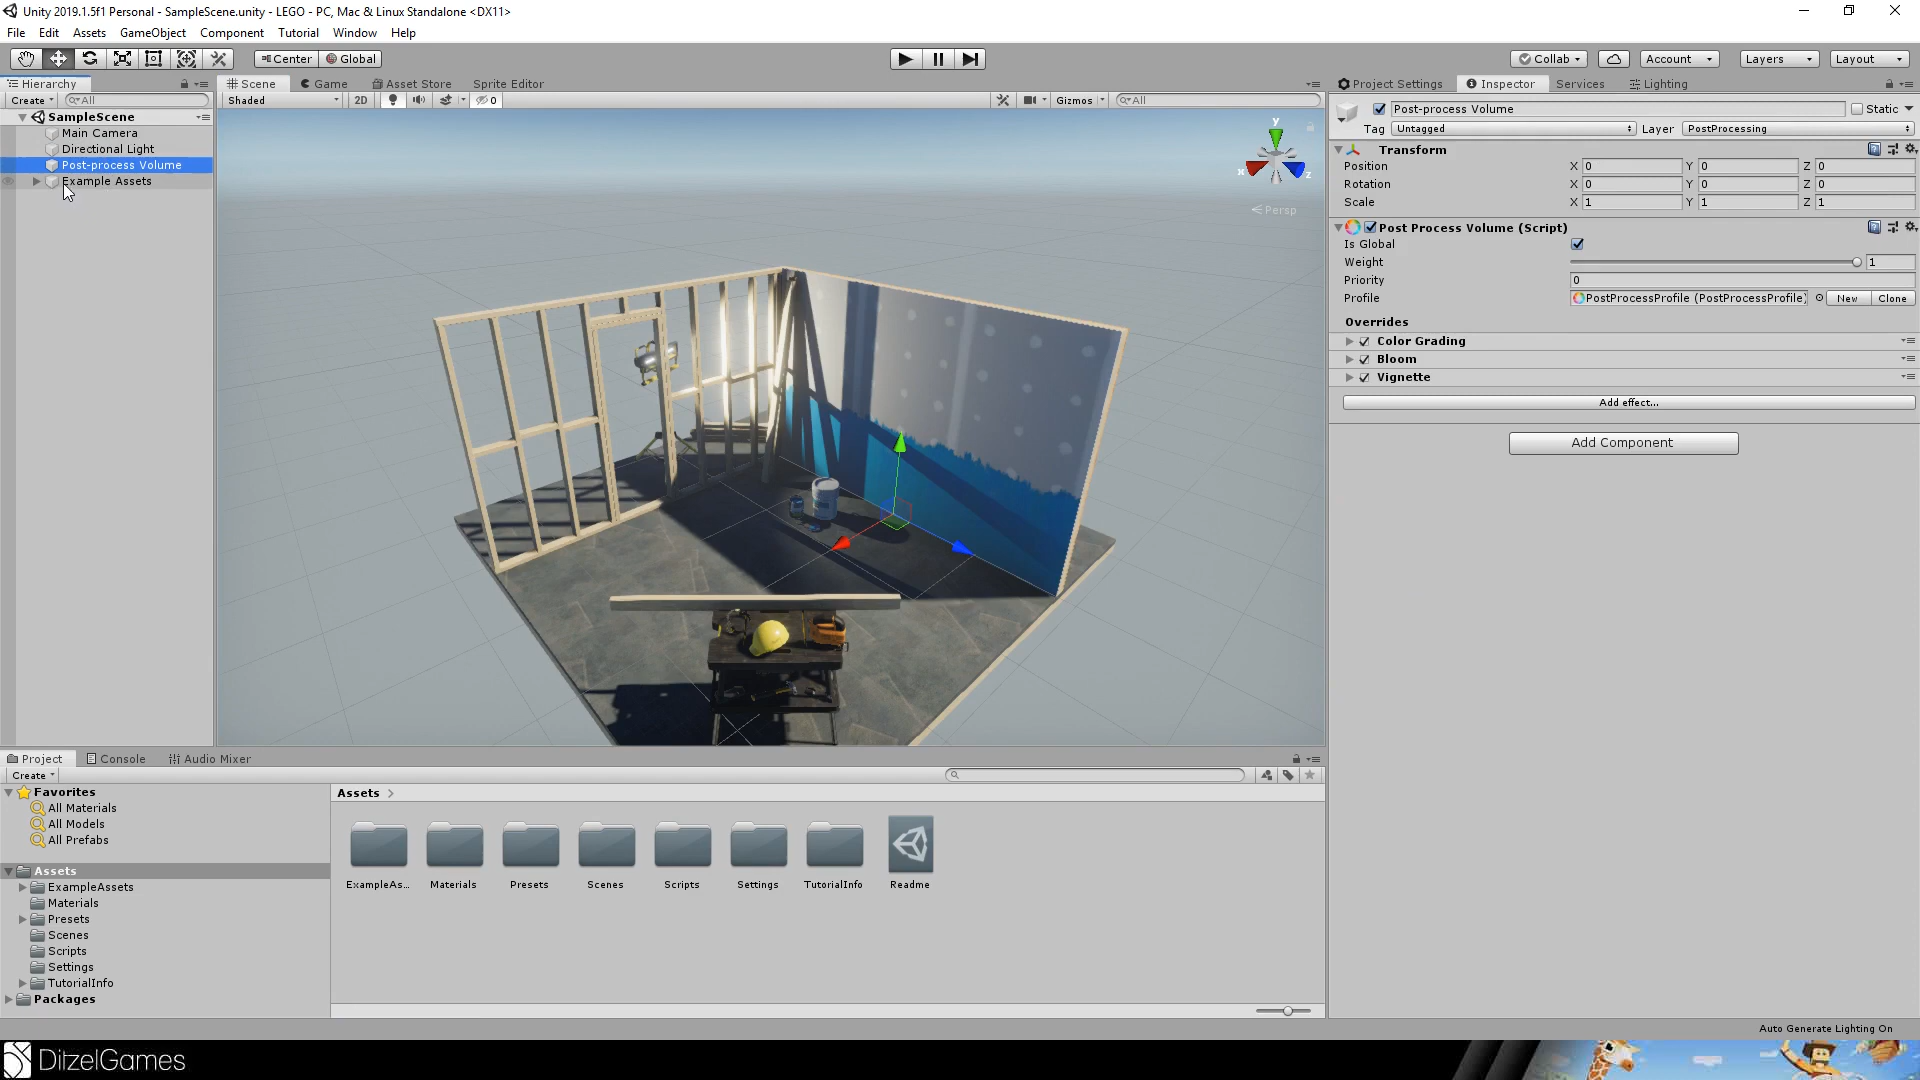 Unity 2019.1.5f1 Personal - SampleScene.unity - LEGO - PC, Mac & Linux Standalone <DX11>
File Edit Assets GameObject Component Tutorial Window Help
Center Global Collab Account Layers Layout
Hierarchy Scene Game Asset Store Sprite Editor Project Settings Inspector Services Lighting
Create All Shaded 2D 0 Gizmos All
Post-process Volume Static
SampleScene
Main Camera
Directional Light
Post-process Volume
Example Assets
y
x
z
Persp
Tag Untagged Layer PostProcessing
Transform
Position X 0 Y 0 Z 0
Rotation X 0 Y 0 Z 0
Scale X 1 Y 1 Z 1
Post Process Volume (Script)
Is Global
Weight 1
Priority 0
Profile PostProcessProfile (PostProcessProfile) New Clone
Overrides
Color Grading
Bloom
Vignette
Add effect...
Add Component
Project Console Audio Mixer
Create
Favorites
All Materials
All Models
All Prefabs
Assets
ExampleAssets
Materials
Presets
Scenes
Scripts
Settings
TutorialInfo
Packages
Assets
ExampleAs... Materials Presets Scenes Scripts Settings TutorialInfo Readme
Auto Generate Lighting On
DitzelGames